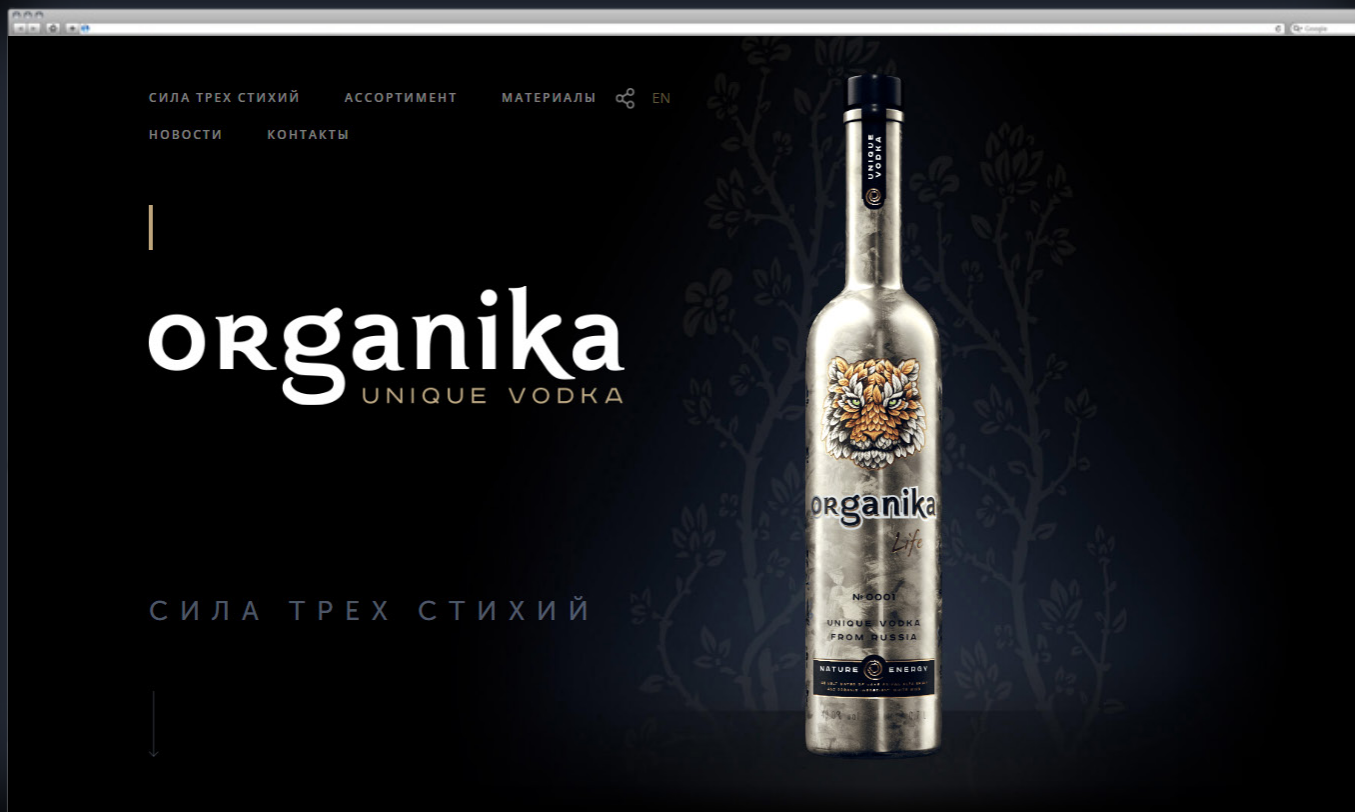 Google
СИЛА ТРЕХ СТИХИЙ АССОРТИМЕНТ МАТЕРИАЛЫ EN
НОВОСТИ КОНТАКТЫ
organika
UNIQUE VODKA
СИЛА ТРЕХ СТИХИЙ
UNIQUE
VODKA
organika
Life
№0001
UNIQUE VODKA
FROM RUSSIA
NATURE ENERGY